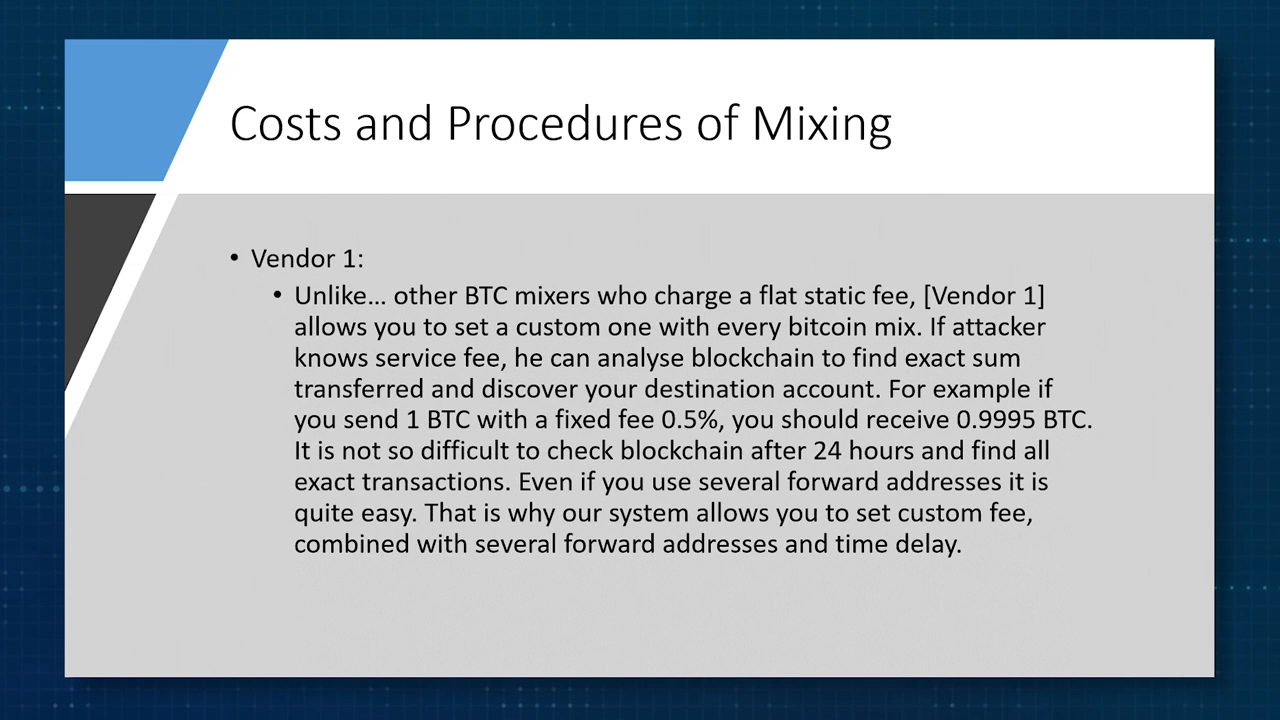 Costs and Procedures of Mixing
• Vendor 1:
• Unlike… other BTC mixers who charge a flat static fee, [Vendor 1]
allows you to set a custom one with every bitcoin mix. If attacker
knows service fee, he can analyse blockchain to find exact sum
transferred and discover your destination account. For example if
you send 1 BTC with a fixed fee 0.5%, you should receive 0.9995 BTC.
It is not so difficult to check blockchain after 24 hours and find all
exact transactions. Even if you use several forward addresses it is
quite easy. That is why our system allows you to set custom fee,
combined with several forward addresses and time delay.